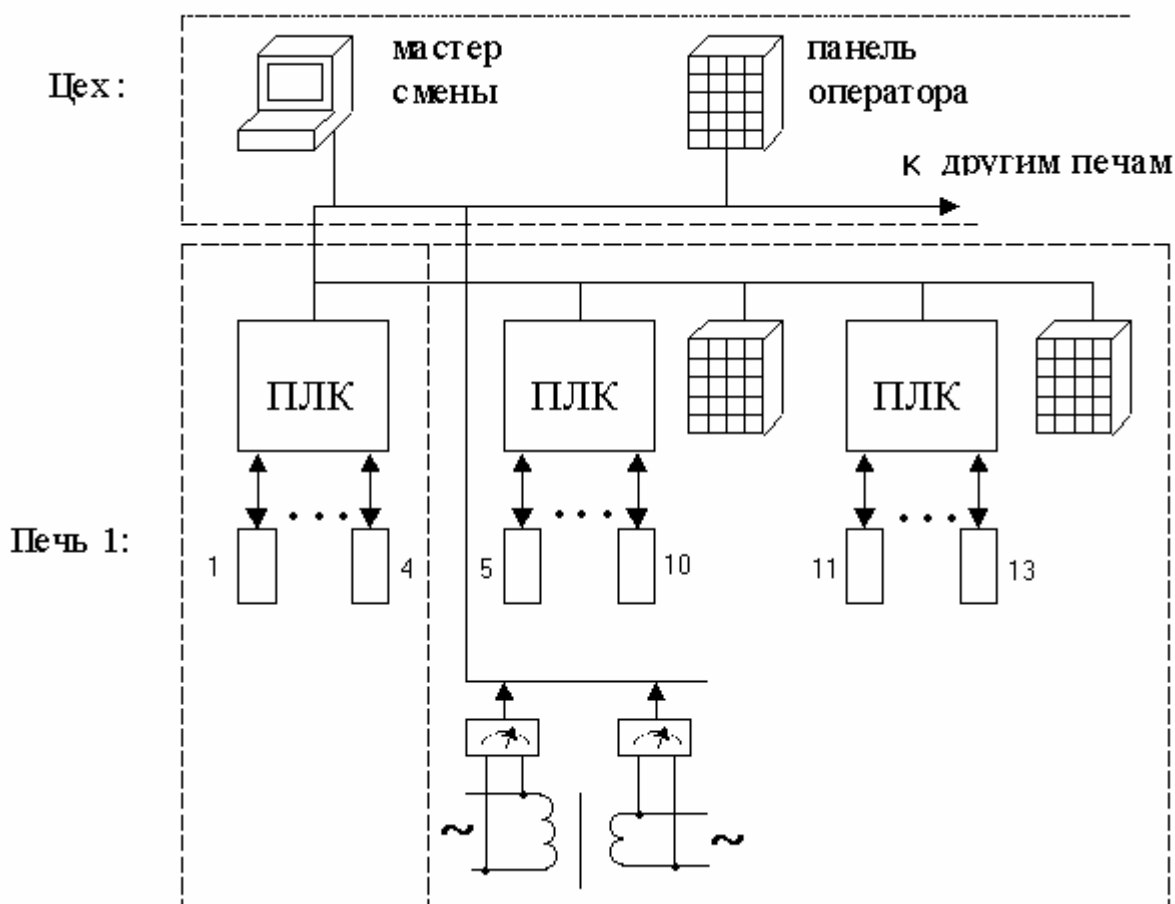 Цех:
мастер
смены
панель
оператора
к другим печам
ПЛК
ПЛК
ПЛК
Печь 1:
1
4
5
10
11
13